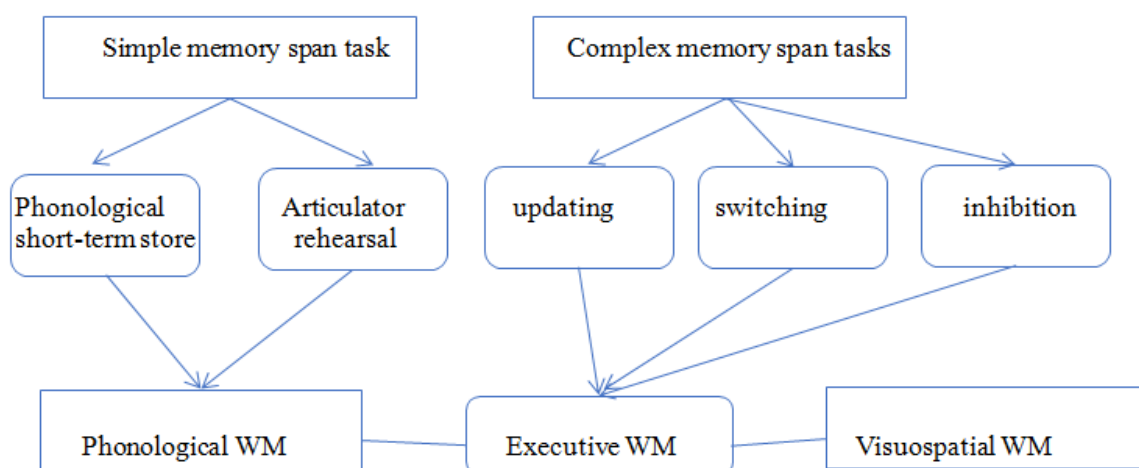 Simple memory span task
Complex memory span tasks
Phonological
short-term store
Articulator
rehearsal
updating
switching
inhibition
Phonological WM
Executive WM
Visuospatial WM